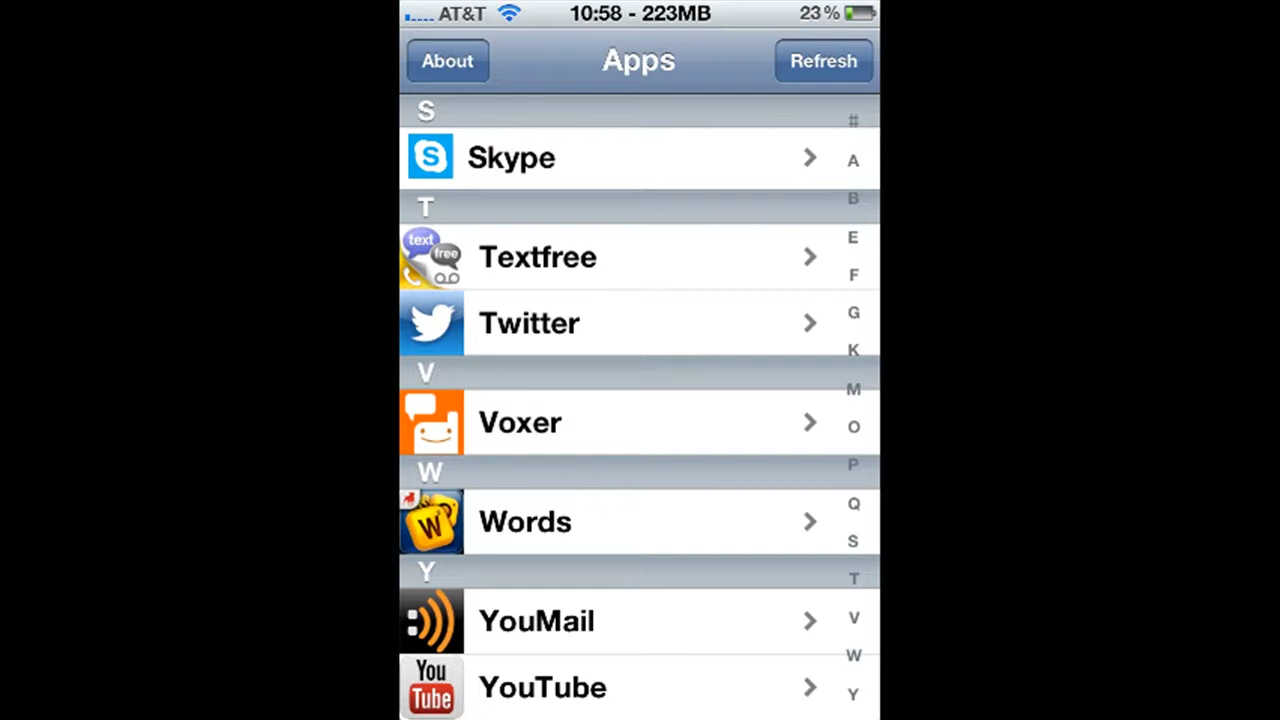 AT&T 10:58 - 223MB 23%
About Apps Refresh
S
#
S Skype
A
T
B
text free Textfree
E
F
Twitter
G
K
V
M
Voxer
O
W
P
W Words
Q
S
Y
T
YouMail
V
W
You Tube YouTube
Y